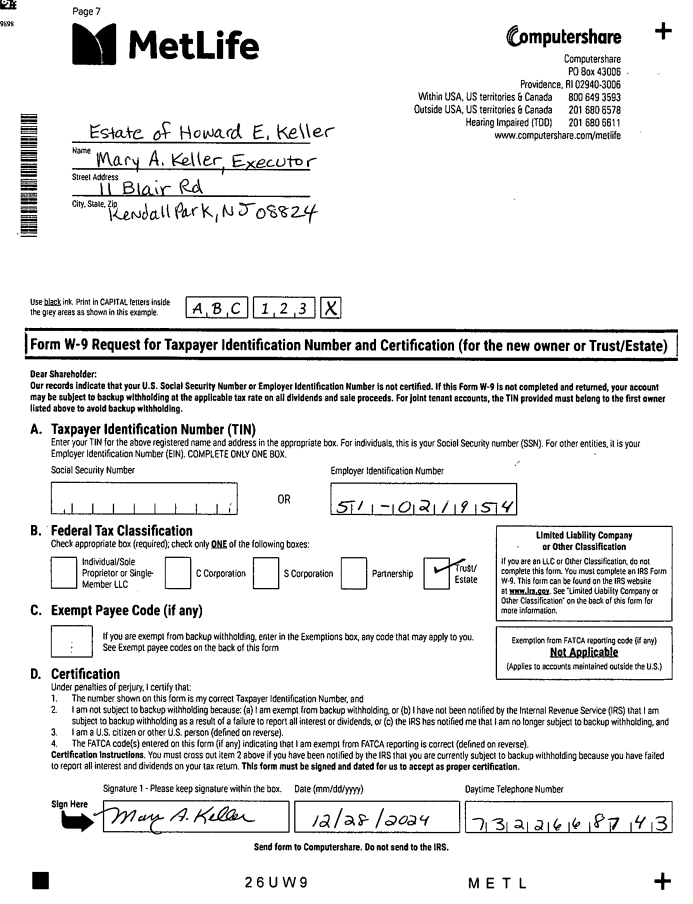 9898
Page 7
MetLife
Computershare
+
Computershare
PO Box 43006
Providence, RI 02940-3006
Within USA, US territories & Canada 800 649 3593
Outside USA, US territories & Canada 201 680 6578
Hearing Impaired (TDD) 201 680 6611
www.computershare.com/metlife
Estate of Howard E. Keller
Name
Mary A. Keller, Executor
Street Address
11 Blair Rd
City, State, Zip
Kendall Park, NJ 08824
Use black ink. Print in CAPITAL letters inside
the grey areas as shown in this example.
A B C 1 2 3 X
Form W-9 Request for Taxpayer Identification Number and Certification (for the new owner or Trust/Estate)
Dear Shareholder:
Our records indicate that your U.S. Social Security Number or Employer Identification Number is not certified. If this Form W-9 is not completed and returned, your account
may be subject to backup withholding at the applicable tax rate on all dividends and sale proceeds. For joint tenant accounts, the TIN provided must belong to the first owner
listed above to avoid backup withholding.
A. Taxpayer Identification Number (TIN)
Enter your TIN for the above registered name and address in the appropriate box. For individuals, this is your Social Security number (SSN). For other entities, it is your
Employer Identification Number (EIN). COMPLETE ONLY ONE BOX.
Social Security Number
Employer Identification Number
OR
51-021954
B. Federal Tax Classification
Check appropriate box (required); check only ONE of the following boxes:
Individual/Sole
Proprietor or Single-
Member LLC
C Corporation
S Corporation
Partnership
Trust/
Estate
Limited Liability Company
or Other Classification
If you are an LLC or Other Classification, do not
complete this form. You must complete an IRS Form
W-9. This form can be found on the IRS website
at www.irs.gov. See "Limited Liability Company or
Other Classification" on the back of this form for
more information.
C. Exempt Payee Code (if any)
If you are exempt from backup withholding, enter in the Exemptions box, any code that may apply to you.
See Exempt payee codes on the back of this form
Exemption from FATCA reporting code (if any)
Not Applicable
(Applies to accounts maintained outside the U.S.)
D. Certification
Under penalties of perjury, I certify that:
1. The number shown on this form is my correct Taxpayer Identification Number, and
2. I am not subject to backup withholding because: (a) I am exempt from backup withholding, or (b) I have not been notified by the Internal Revenue Service (IRS) that I am
subject to backup withholding as a result of a failure to report all interest or dividends, or (c) the IRS has notified me that I am no longer subject to backup withholding, and
3. I am a U.S. citizen or other U.S. person (defined on reverse).
4. The FATCA code(s) entered on this form (if any) indicating that I am exempt from FATCA reporting is correct (defined on reverse).
Certification Instructions. You must cross out item 2 above if you have been notified by the IRS that you are currently subject to backup withholding because you have failed
to report all interest and dividends on your tax return. This form must be signed and dated for us to accept as proper certification.
Signature 1 - Please keep signature within the box.
Date (mm/dd/yyyy)
Daytime Telephone Number
Sign Here
Mary A. Keller
12/28/2024
7322668743
Send form to Computershare. Do not send to the IRS.
26UW9
METL
+